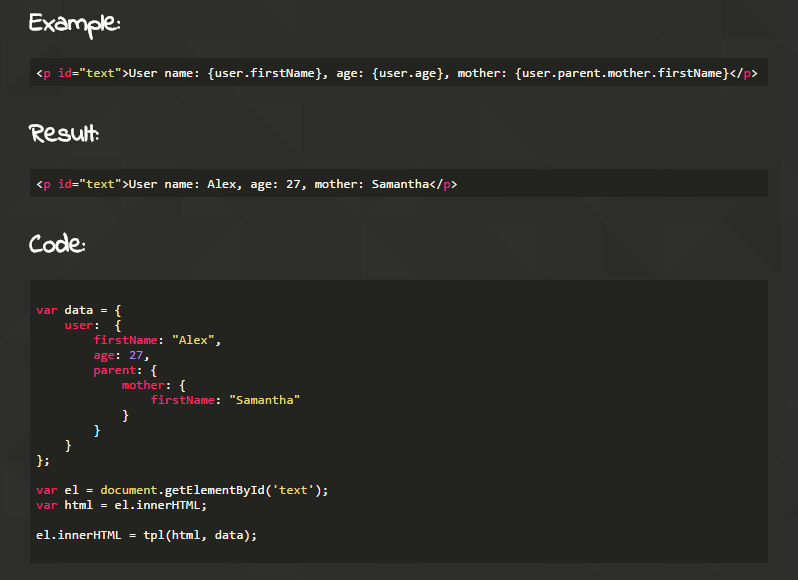 Example:
<p id="text">User name: {user.firstName}, age: {user.age}, mother: {user.parent.mother.firstName}</p>
Result:
<p id="text">User name: Alex, age: 27, mother: Samantha</p>
Code:
var data = {
    user:  {
        firstName: "Alex",
        age: 27,
        parent: {
            mother: {
                firstName: "Samantha"
            }
        }
    }
};
var el = document.getElementById('text');
var html = el.innerHTML;
el.innerHTML = tpl(html, data);